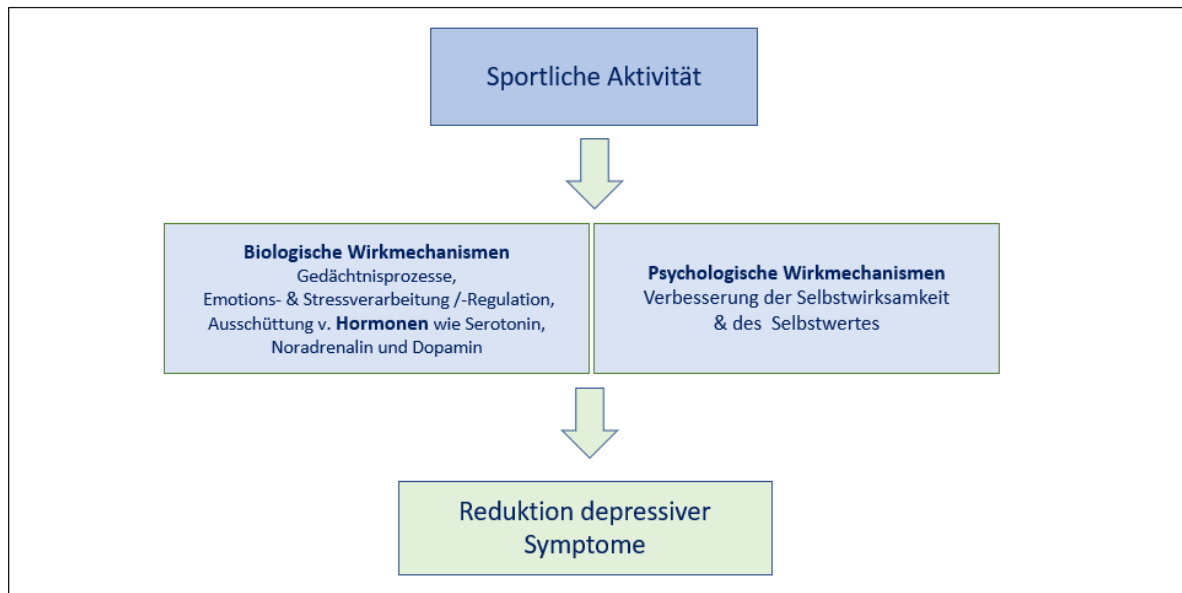 Sportliche Aktivität
Biologische Wirkmechanismen
Gedächtnisprozesse,
Emotions- & Stressverarbeitung /-Regulation,
Ausschüttung v. Hormonen wie Serotonin,
Noradrenalin und Dopamin
Psychologische Wirkmechanismen
Verbesserung der Selbstwirksamkeit
& des Selbstwertes
Reduktion depressiver
Symptome